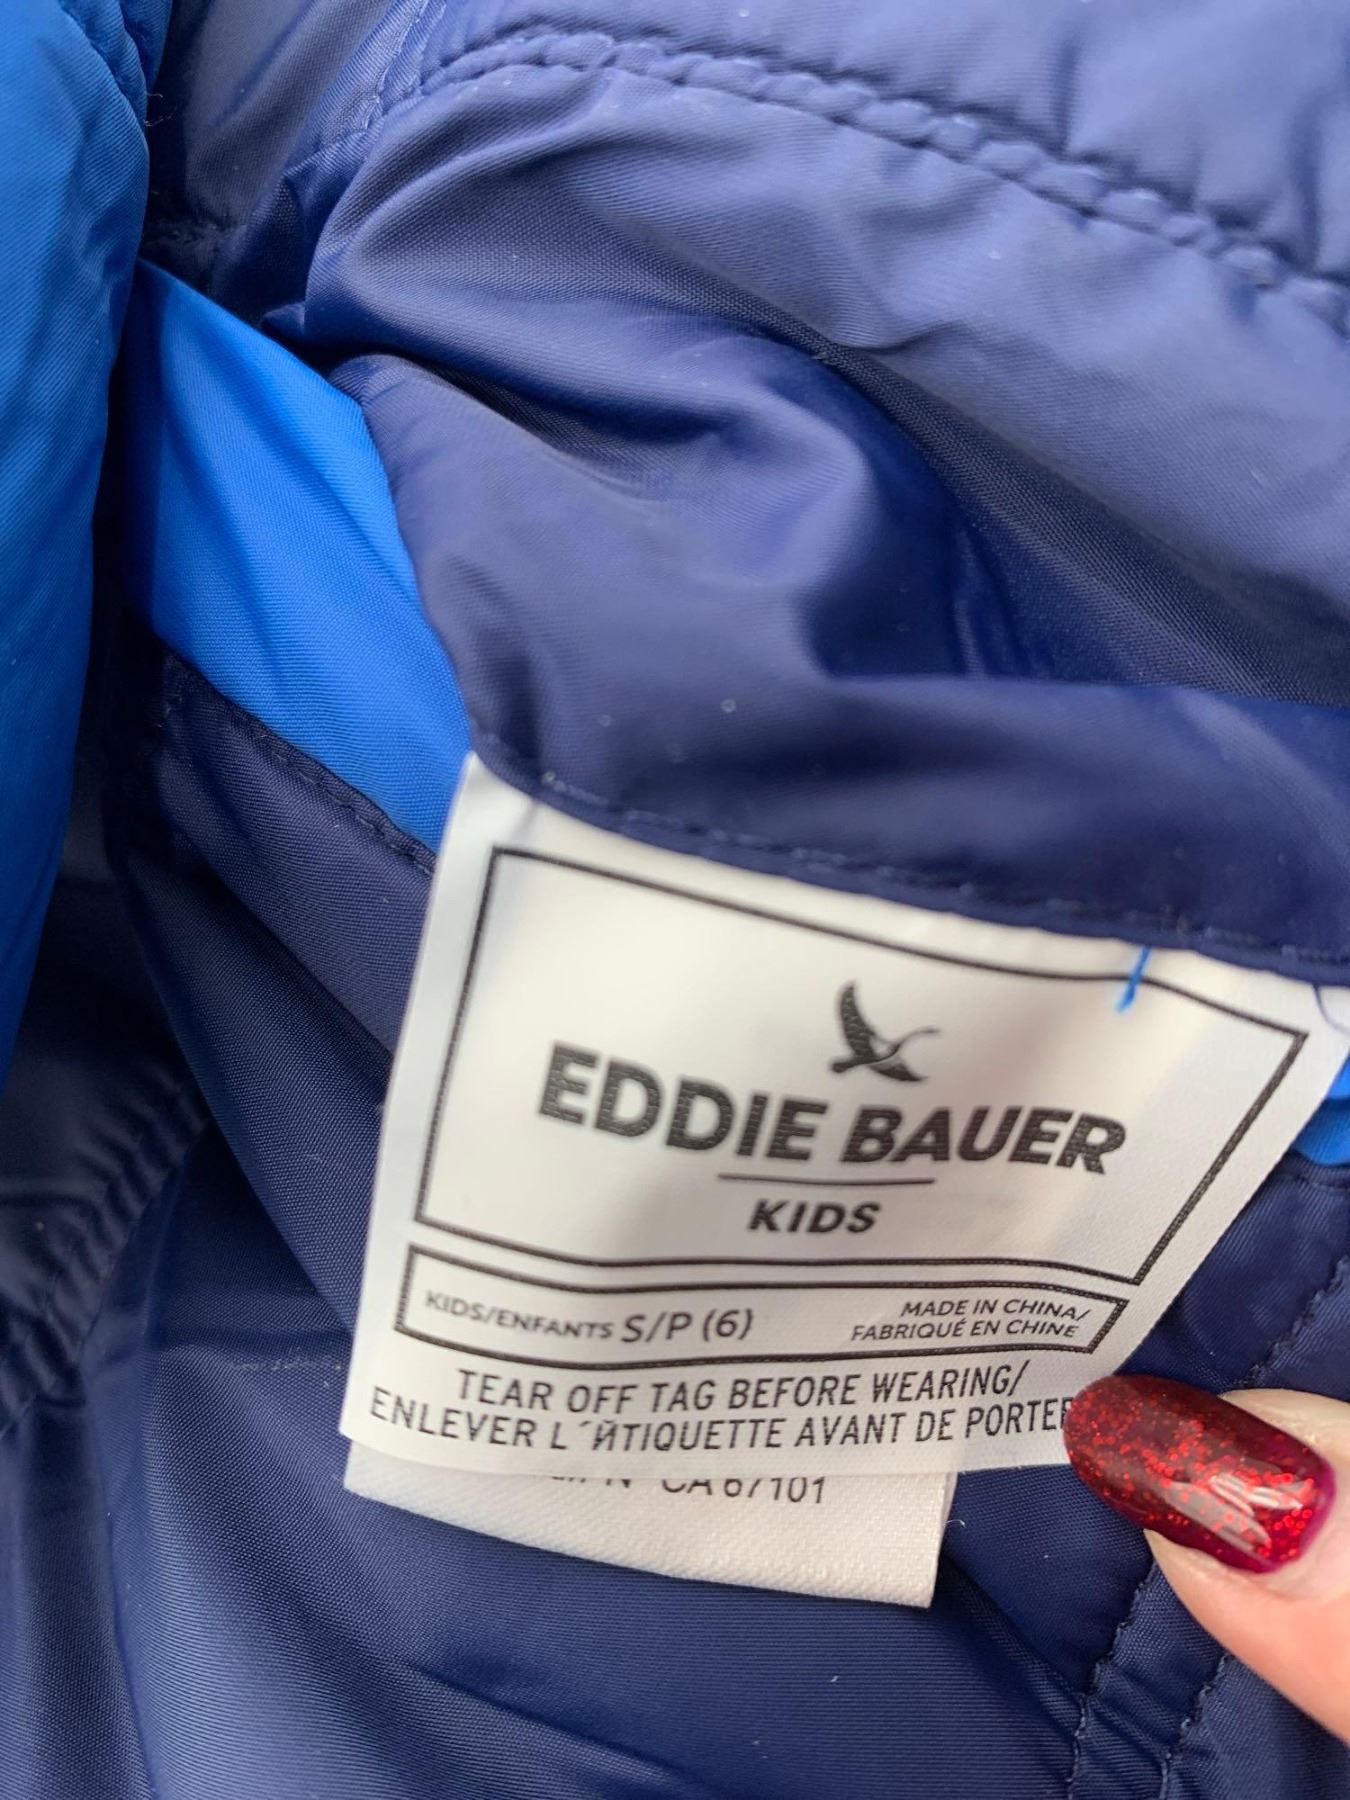 EDDIE BAUER
KIDS
KIDS/ENFANTS S/P (6)
MADE IN CHINA/
FABRIQUÉ EN CHINE
TEAR OFF TAG BEFORE WEARING/
ENLEVER L´ЙTIQUETTE AVANT DE PORTER
CA 67101